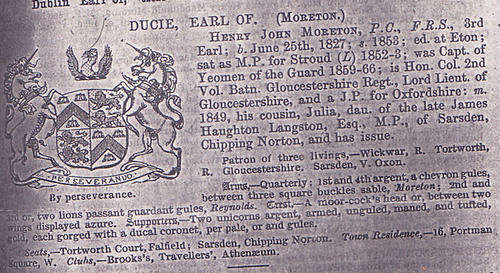 Dublin Earl of,
DUCIE, EARL OF. (MORETON.)
HENRY JOHN MORETON, P.C., F.R.S., 3rd
Earl; b. June 25th, 1827; s. 1853; ed. at Eton;
sat as M.P. for Stroud (L) 1852-3; was Capt. of
Yeomen of the Guard 1859-66; is Hon. Col. 2nd
Vol. Batn. Gloucestershire Regt., Lord Lieut. of
Gloucestershire, and a J.P. for Oxfordshire: m.
1849, his cousin, Julia, dau. of the late James
Haughton Langston, Esq., M.P., of Sarsden,
Chipping Norton, and has issue.
Patron of three livings,—Wickwar, R. Tortworth,
R. Gloucestershire. Sarsden, V. Oxon.
PERSEVERANDO
By perseverance.
Arms,—Quarterly; 1st and 4th argent, a chevron gules,
between three square buckles sable, Moreton; 2nd and
3rd or, two lions passant guardant gules, Reynolds. Crest.—A moor-cock's head or, between two
wings displayed azure. Supporters,—Two unicorns argent, armed, unguled, maned, and tufted,
gold, each gorged with a ducal coronet, per pale, or and gules.
Seats,—Tortworth Court, Falfield; Sarsden, Chipping Norton. Town Residence,—16, Portman
Square, W. Clubs,—Brooks's, Travellers', Athenæum.